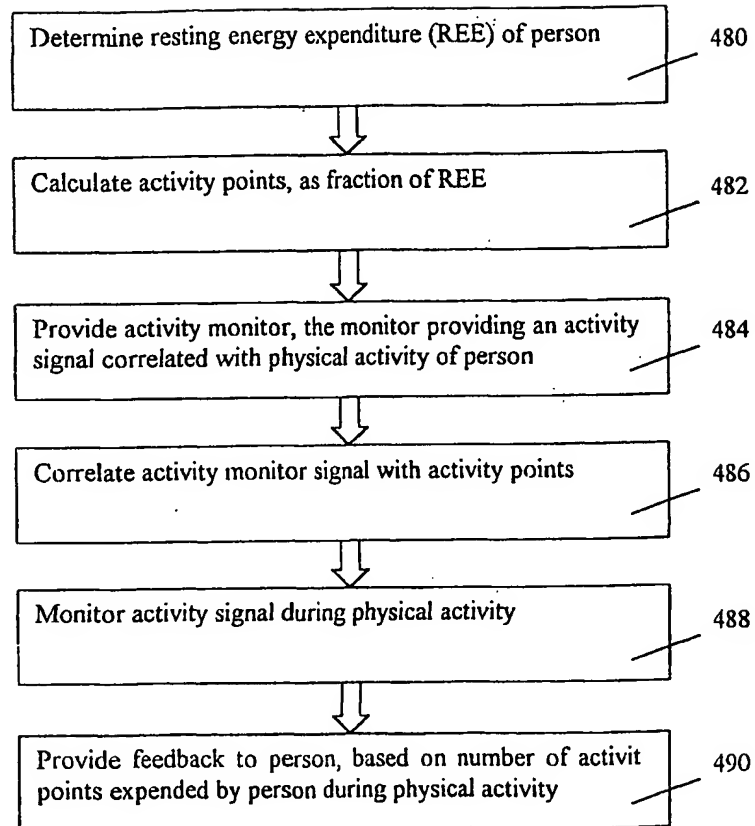 Determine resting energy expenditure (REE) of person
480
Calculate activity points, as fraction of REE
482
Provide activity monitor, the monitor providing an activity
signal correlated with physical activity of person
484
Correlate activity monitor signal with activity points
486
Monitor activity signal during physical activity
488
Provide feedback to person, based on number of activit
points expended by person during physical activity
490